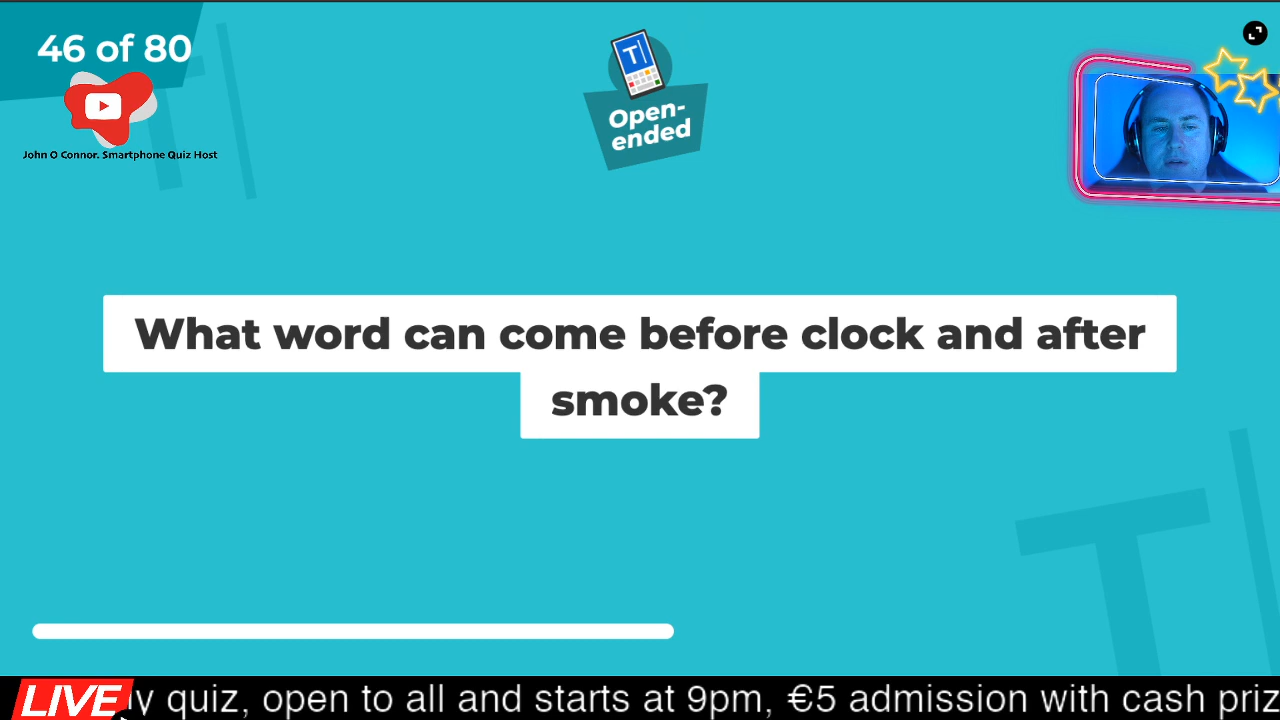 46 of 80
John O Connor. Smartphone Quiz Host
T
Open-
ended
What word can come before clock and after
smoke?
T
LIVE quiz, open to all and starts at 9pm, €5 admission with cash